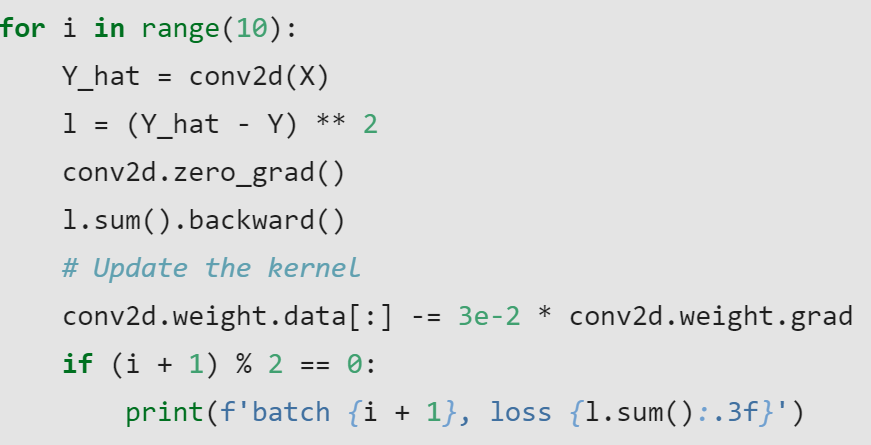 for i in range(10):
    Y_hat = conv2d(X)
    l = (Y_hat - Y) ** 2
    conv2d.zero_grad()
    l.sum().backward()
    # Update the kernel
    conv2d.weight.data[:] -= 3e-2 * conv2d.weight.grad
    if (i + 1) % 2 == 0:
        print(f'batch {i + 1}, loss {l.sum():.3f}')